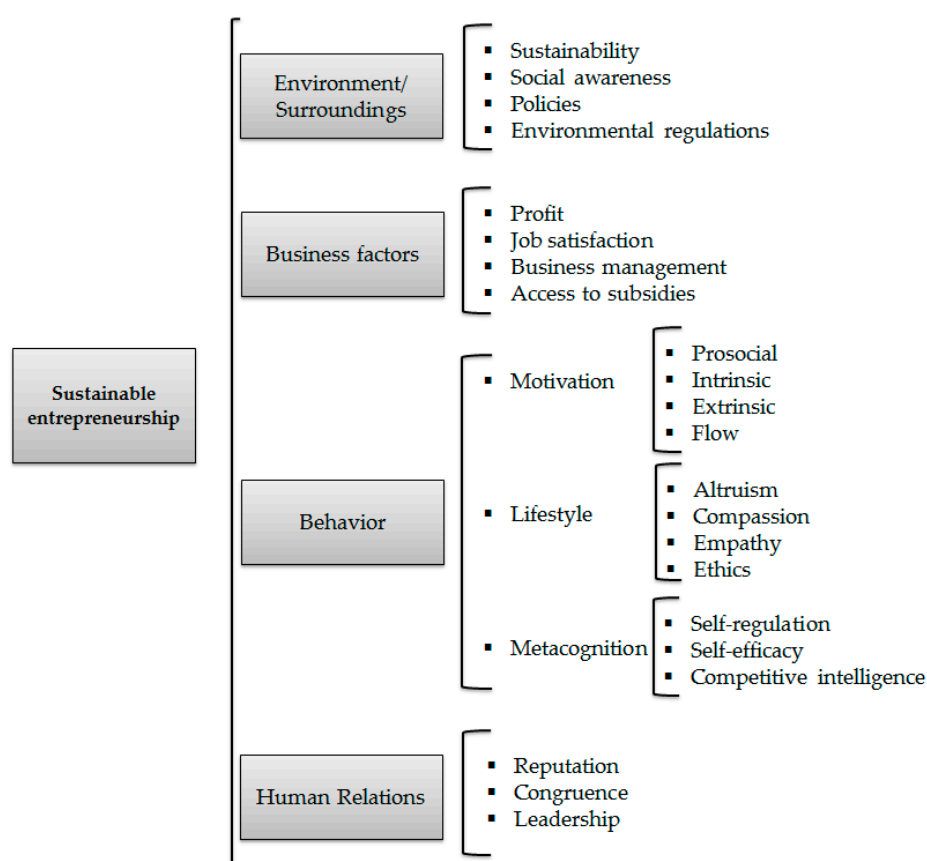 Sustainable
entrepreneurship
Environment/
Surroundings
▪ Sustainability
▪ Social awareness
▪ Policies
▪ Environmental regulations
Business factors
▪ Profit
▪ Job satisfaction
▪ Business management
▪ Access to subsidies
Behavior
▪ Motivation
▪ Prosocial
▪ Intrinsic
▪ Extrinsic
▪ Flow
▪ Lifestyle
▪ Altruism
▪ Compassion
▪ Empathy
▪ Ethics
▪ Metacognition
▪ Self-regulation
▪ Self-efficacy
▪ Competitive intelligence
Human Relations
▪ Reputation
▪ Congruence
▪ Leadership